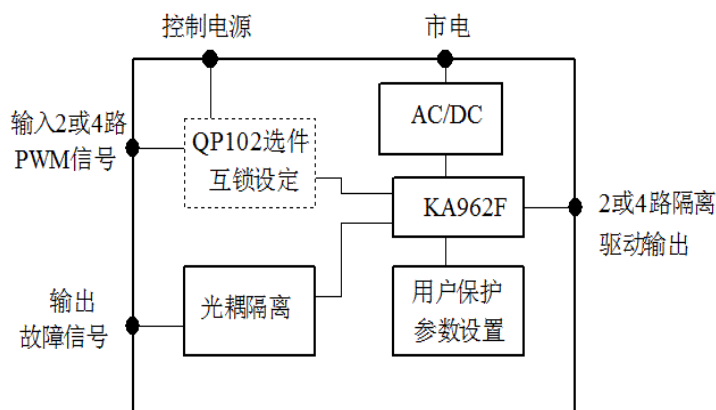 控制电源
市电
输入2或4路
PWM信号
QP102选件
互锁设定
AC/DC
KA962F
2或4路隔离
驱动输出
输出
故障信号
光耦隔离
用户保护
参数设置